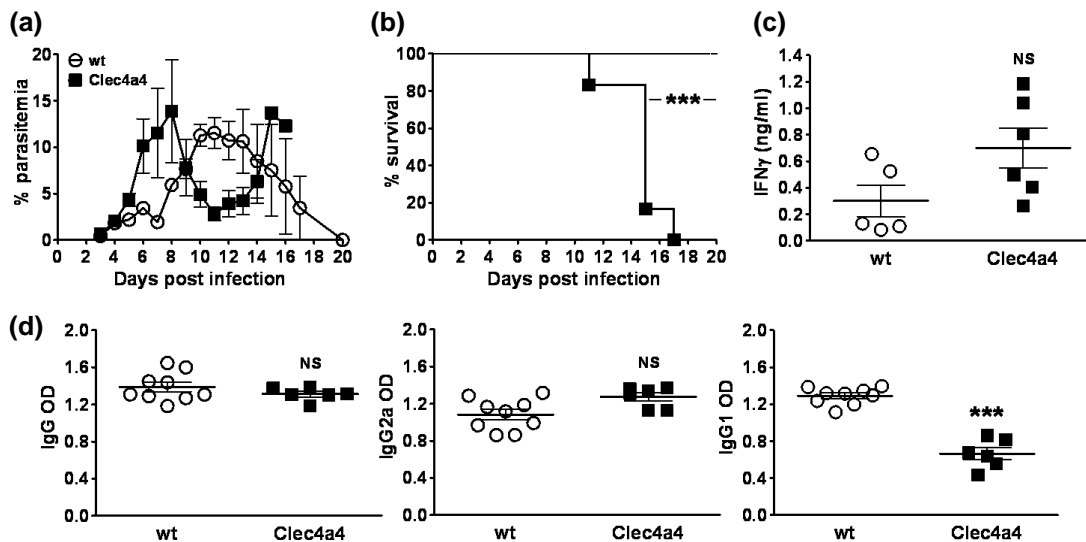 (a)
% parasitemia
20
15
10
5
0
wt
Clec4a4
0 2 4 6 8 10 12 14 16 18 20
Days post infection
(b)
% survival
100
80
60
40
20
0
***
0 2 4 6 8 10 12 14 16 18 20
Days post infection
(c)
IFNγ (ng/ml)
1.4
1.2
1.0
0.8
0.6
0.4
0.2
0.0
NS
wt Clec4a4
(d)
IgG OD
2.0
1.6
1.2
0.8
0.4
0.0
NS
wt Clec4a4
IgG2a OD
2.0
1.6
1.2
0.8
0.4
0.0
NS
wt Clec4a4
IgG1 OD
2.0
1.6
1.2
0.8
0.4
0.0
***
wt Clec4a4